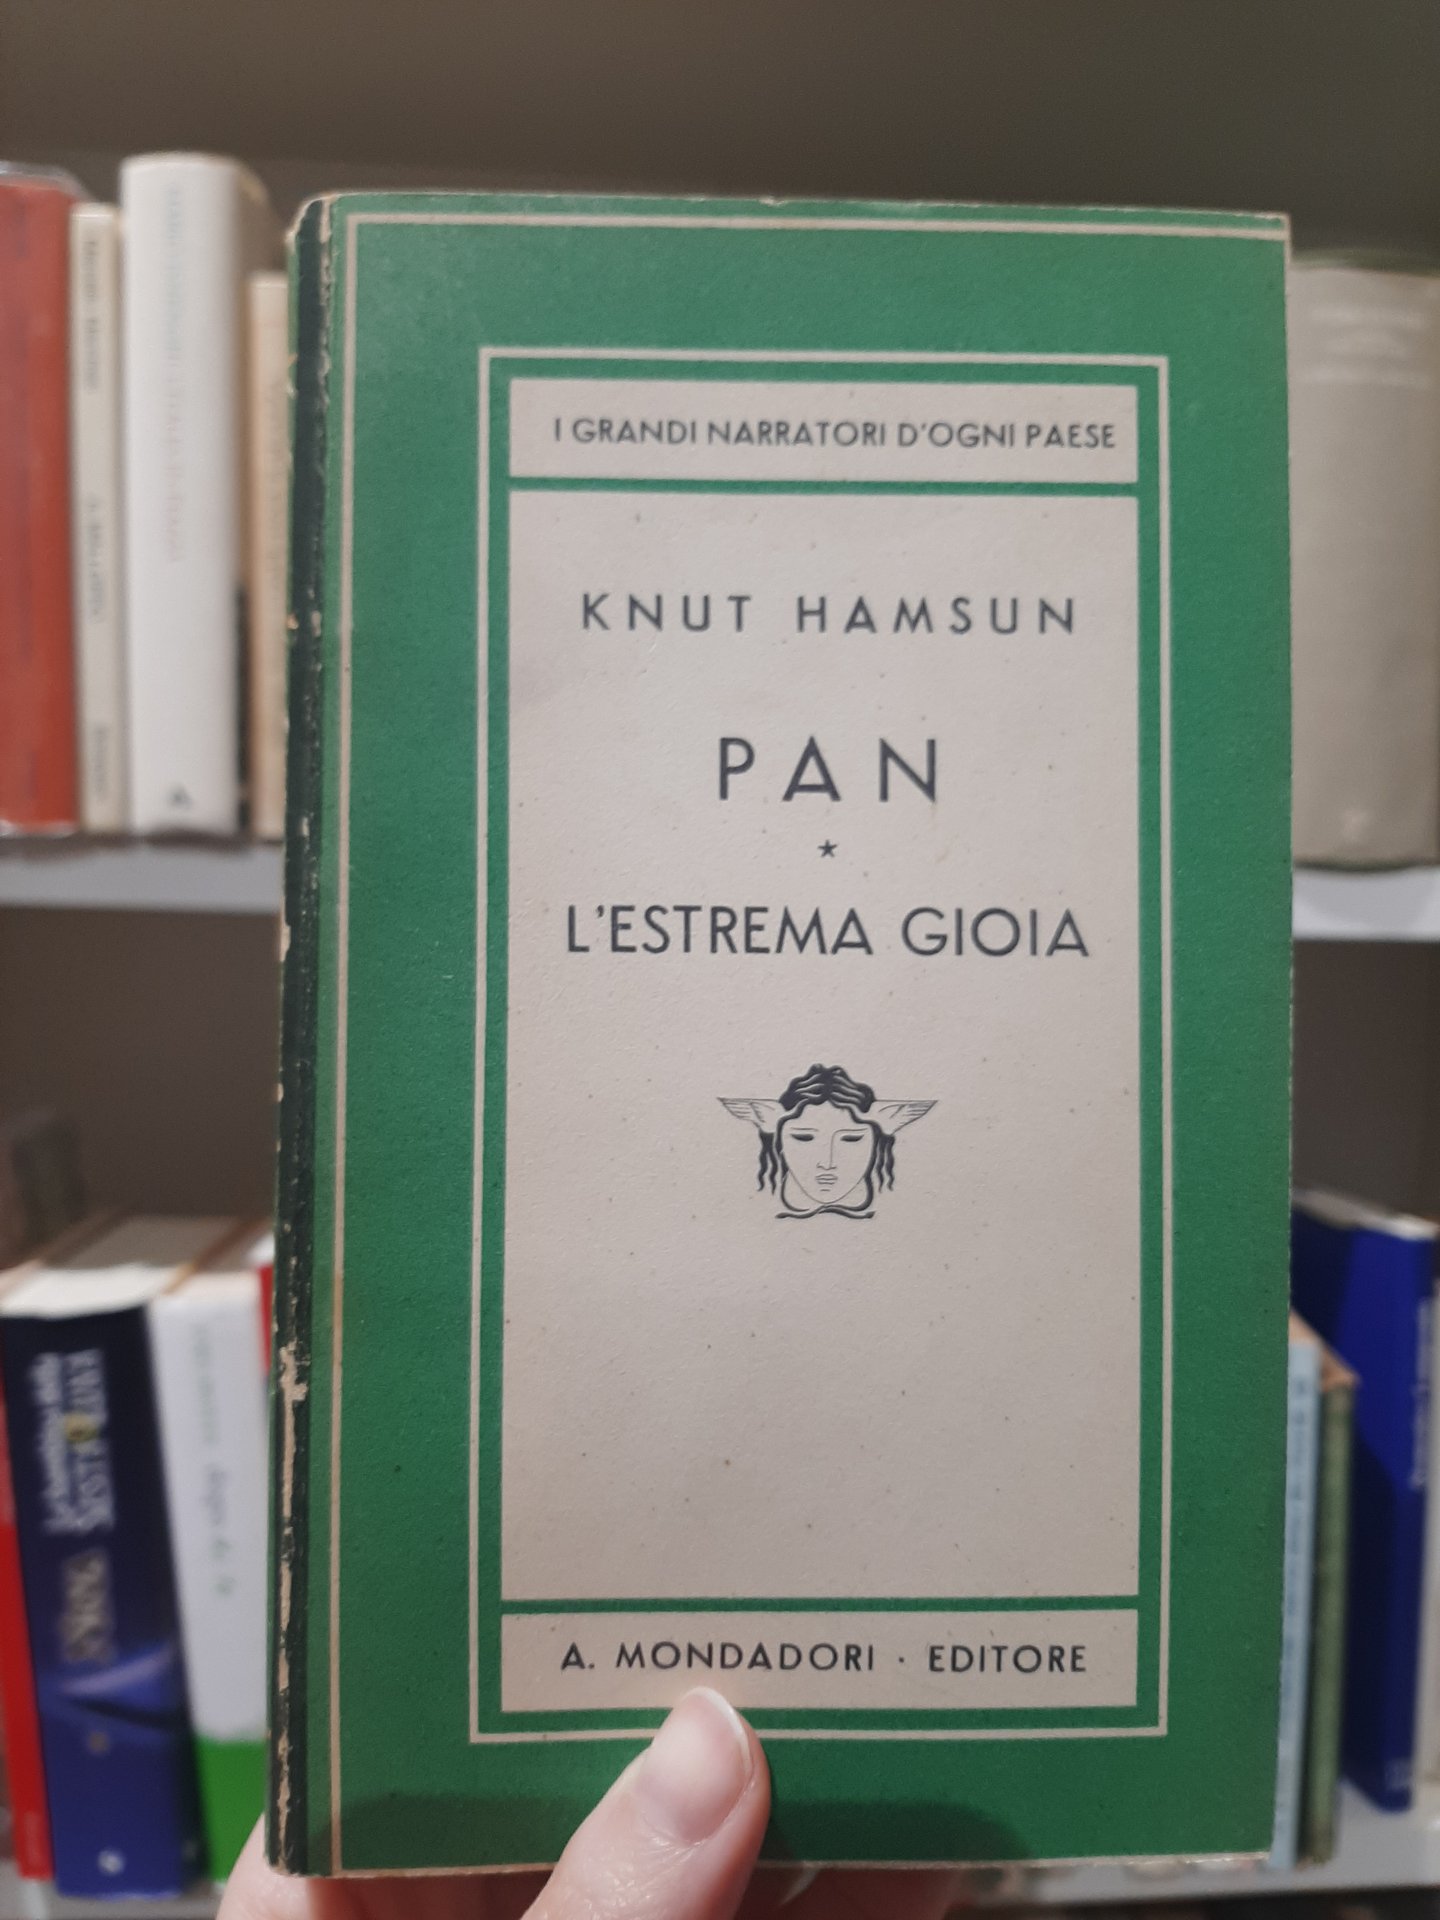 I GRANDI NARRATORI D'OGNI PAESE
KNUT HAMSUN
PAN
★
L'ESTREMA GIOIA
A. MONDADORI · EDITORE